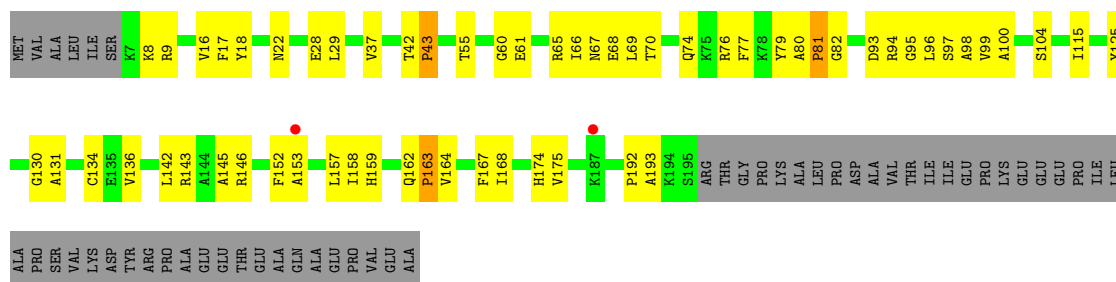 MET VAL ALA LEU ILE SER K7 K8 R9 V16 F17 Y18 N22 E28 L29 V37 T42 P43 T55 G60 E61 R65 I66 N67 E68 L69 T70 Q74 K75 R76 F77 K78 Y79 A80 P81 G82 D93 R94 G95 L96 S97 A98 V99 A100 S104 I115
G130 A131 C134 E135 V136 L142 R143 A144 A145 R146 F152 A153 L157 I158 H159 Q162 P163 V164 F167 I168 H174 V175 K187 P192 A193 K194 S195 ARG THR GLY PRO LYS ALA LEU PRO ASP ALA VAL THR ILE ILE GLU PRO LYS GLU GLU GLU PRO ILE LEU
ALA PRO SER VAL LYS ASP TYR ARG PRO ALA GLU GLU THR GLU ALA GLN ALA GLU PRO VAL GLU ALA